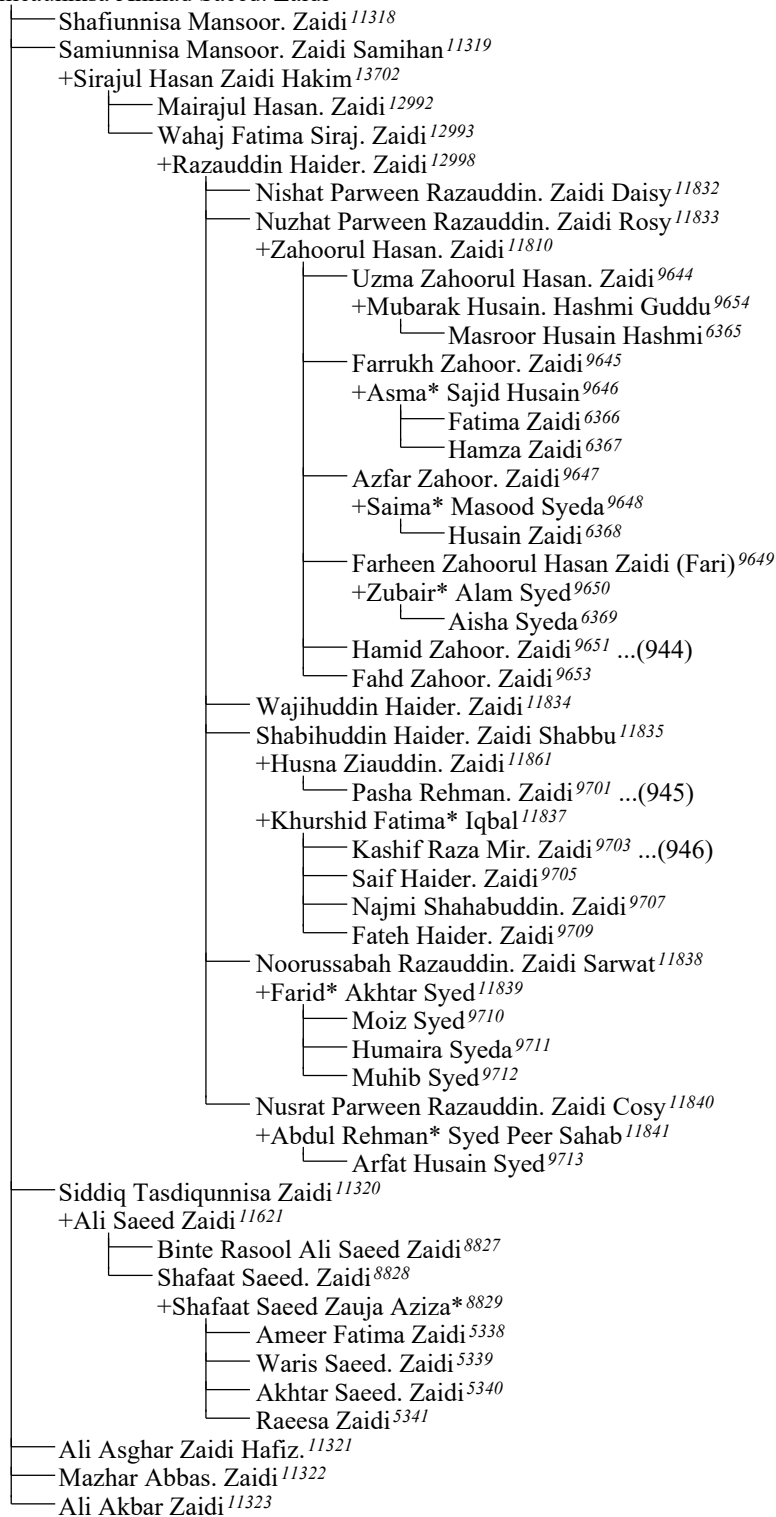 Shafiunnisa Mansoor. Zaidi 11318
Samiunnisa Mansoor. Zaidi Samihan 11319
+Sirajul Hasan Zaidi Hakim 13702
Mairajul Hasan. Zaidi 12992
Wahaj Fatima Siraj. Zaidi 12993
+Razauddin Haider. Zaidi 12998
Nishat Parween Razauddin. Zaidi Daisy 11832
Nuzhat Parween Razauddin. Zaidi Rosy 11833
+Zahoorul Hasan. Zaidi 11810
Uzma Zahoorul Hasan. Zaidi 9644
+Mubarak Husain. Hashmi Guddu 9654
Masroor Husain Hashmi 6365
Farrukh Zahoor. Zaidi 9645
+Asma* Sajid Husain 9646
Fatima Zaidi 6366
Hamza Zaidi 6367
Azfar Zahoor. Zaidi 9647
+Saima* Masood Syeda 9648
Husain Zaidi 6368
Farheen Zahoorul Hasan Zaidi (Fari) 9649
+Zubair* Alam Syed 9650
Aisha Syeda 6369
Hamid Zahoor. Zaidi 9651 ...(944)
Fahd Zahoor. Zaidi 9653
Wajihuddin Haider. Zaidi 11834
Shabihuddin Haider. Zaidi Shabbu 11835
+Husna Ziauddin. Zaidi 11861
Pasha Rehman. Zaidi 9701 ...(945)
+Khurshid Fatima* Iqbal 11837
Kashif Raza Mir. Zaidi 9703 ...(946)
Saif Haider. Zaidi 9705
Najmi Shahabuddin. Zaidi 9707
Fateh Haider. Zaidi 9709
Noorussabah Razauddin. Zaidi Sarwat 11838
+Farid* Akhtar Syed 11839
Moiz Syed 9710
Humaira Syeda 9711
Muhib Syed 9712
Nusrat Parween Razauddin. Zaidi Cosy 11840
+Abdul Rehman* Syed Peer Sahab 11841
Arfat Husain Syed 9713
Siddiq Tasdiqunnisa Zaidi 11320
+Ali Saeed Zaidi 11621
Binte Rasool Ali Saeed Zaidi 8827
Shafaat Saeed. Zaidi 8828
+Shafaat Saeed Zauja Aziza* 8829
Ameer Fatima Zaidi 5338
Waris Saeed. Zaidi 5339
Akhtar Saeed. Zaidi 5340
Raeesa Zaidi 5341
Ali Asghar Zaidi Hafiz. 11321
Mazhar Abbas. Zaidi 11322
Ali Akbar Zaidi 11323